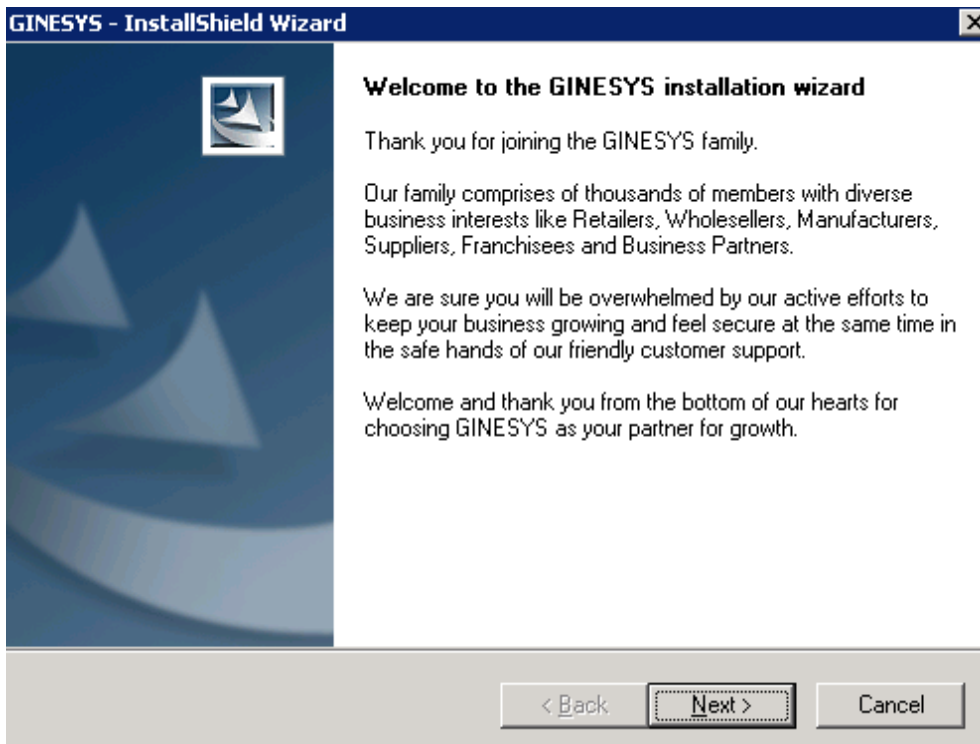 GINESYS - InstallShield Wizard
Welcome to the GINESYS installation wizard
Thank you for joining the GINESYS family.
Our family comprises of thousands of members with diverse
business interests like Retailers, Wholesellers, Manufacturers,
Suppliers, Franchisees and Business Partners.
We are sure you will be overwhelmed by our active efforts to
keep your business growing and feel secure at the same time in
the safe hands of our friendly customer support.
Welcome and thank you from the bottom of our hearts for
choosing GINESYS as your partner for growth.
< Back Next > Cancel